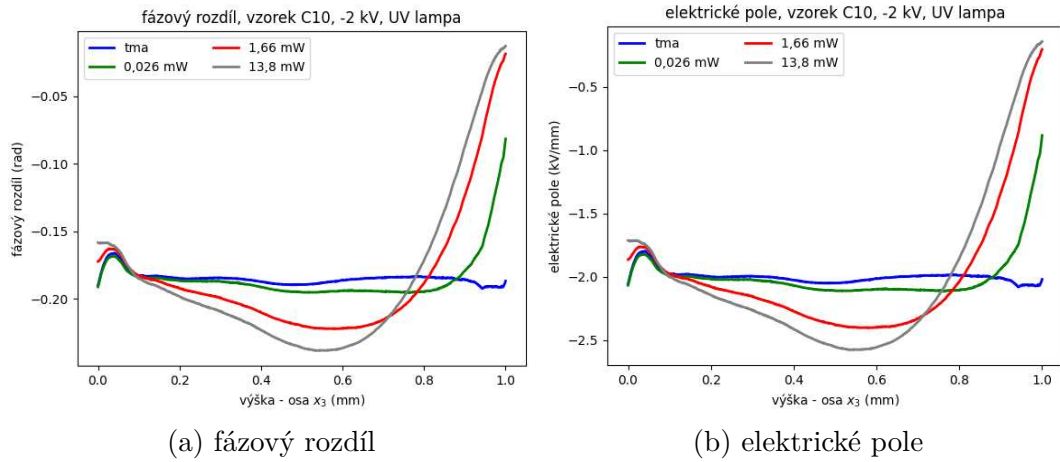 fázový rozdíl, vzorek C10, -2 kV, UV lampa
tma
0,026 mW
1,66 mW
13,8 mW
−0.05
−0.10
−0.15
−0.20
fázový rozdíl (rad)
0.0 0.2 0.4 0.6 0.8 1.0
výška - osa x₃ (mm)
(a) fázový rozdíl
elektrické pole, vzorek C10, -2 kV, UV lampa
tma
0,026 mW
1,66 mW
13,8 mW
−0.5
−1.0
−1.5
−2.0
−2.5
elektrické pole (kV/mm)
0.0 0.2 0.4 0.6 0.8 1.0
výška - osa x₃ (mm)
(b) elektrické pole